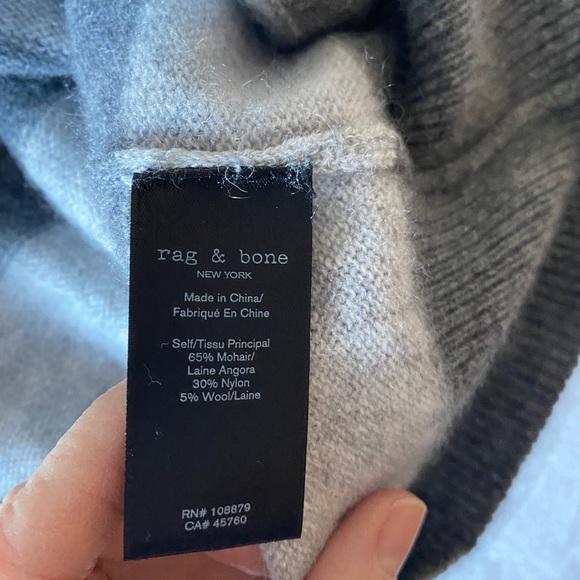 rag & bone
NEW YORK
Made in China/
Fabriqué En Chine
Self/Tissu Principal
65% Mohair/
Laine Angora
30% Nylon
5% Wool/Laine
RN# 108879
CA# 45760